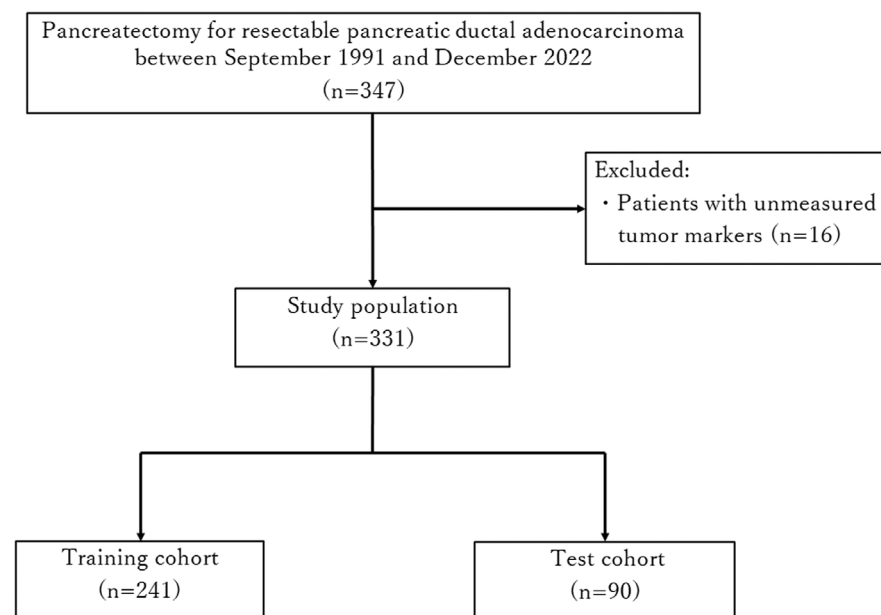 Pancreatectomy for resectable pancreatic ductal adenocarcinoma
between September 1991 and December 2022
(n=347)
Excluded:
・Patients with unmeasured
tumor markers (n=16)
Study population
(n=331)
Training cohort
(n=241)
Test cohort
(n=90)